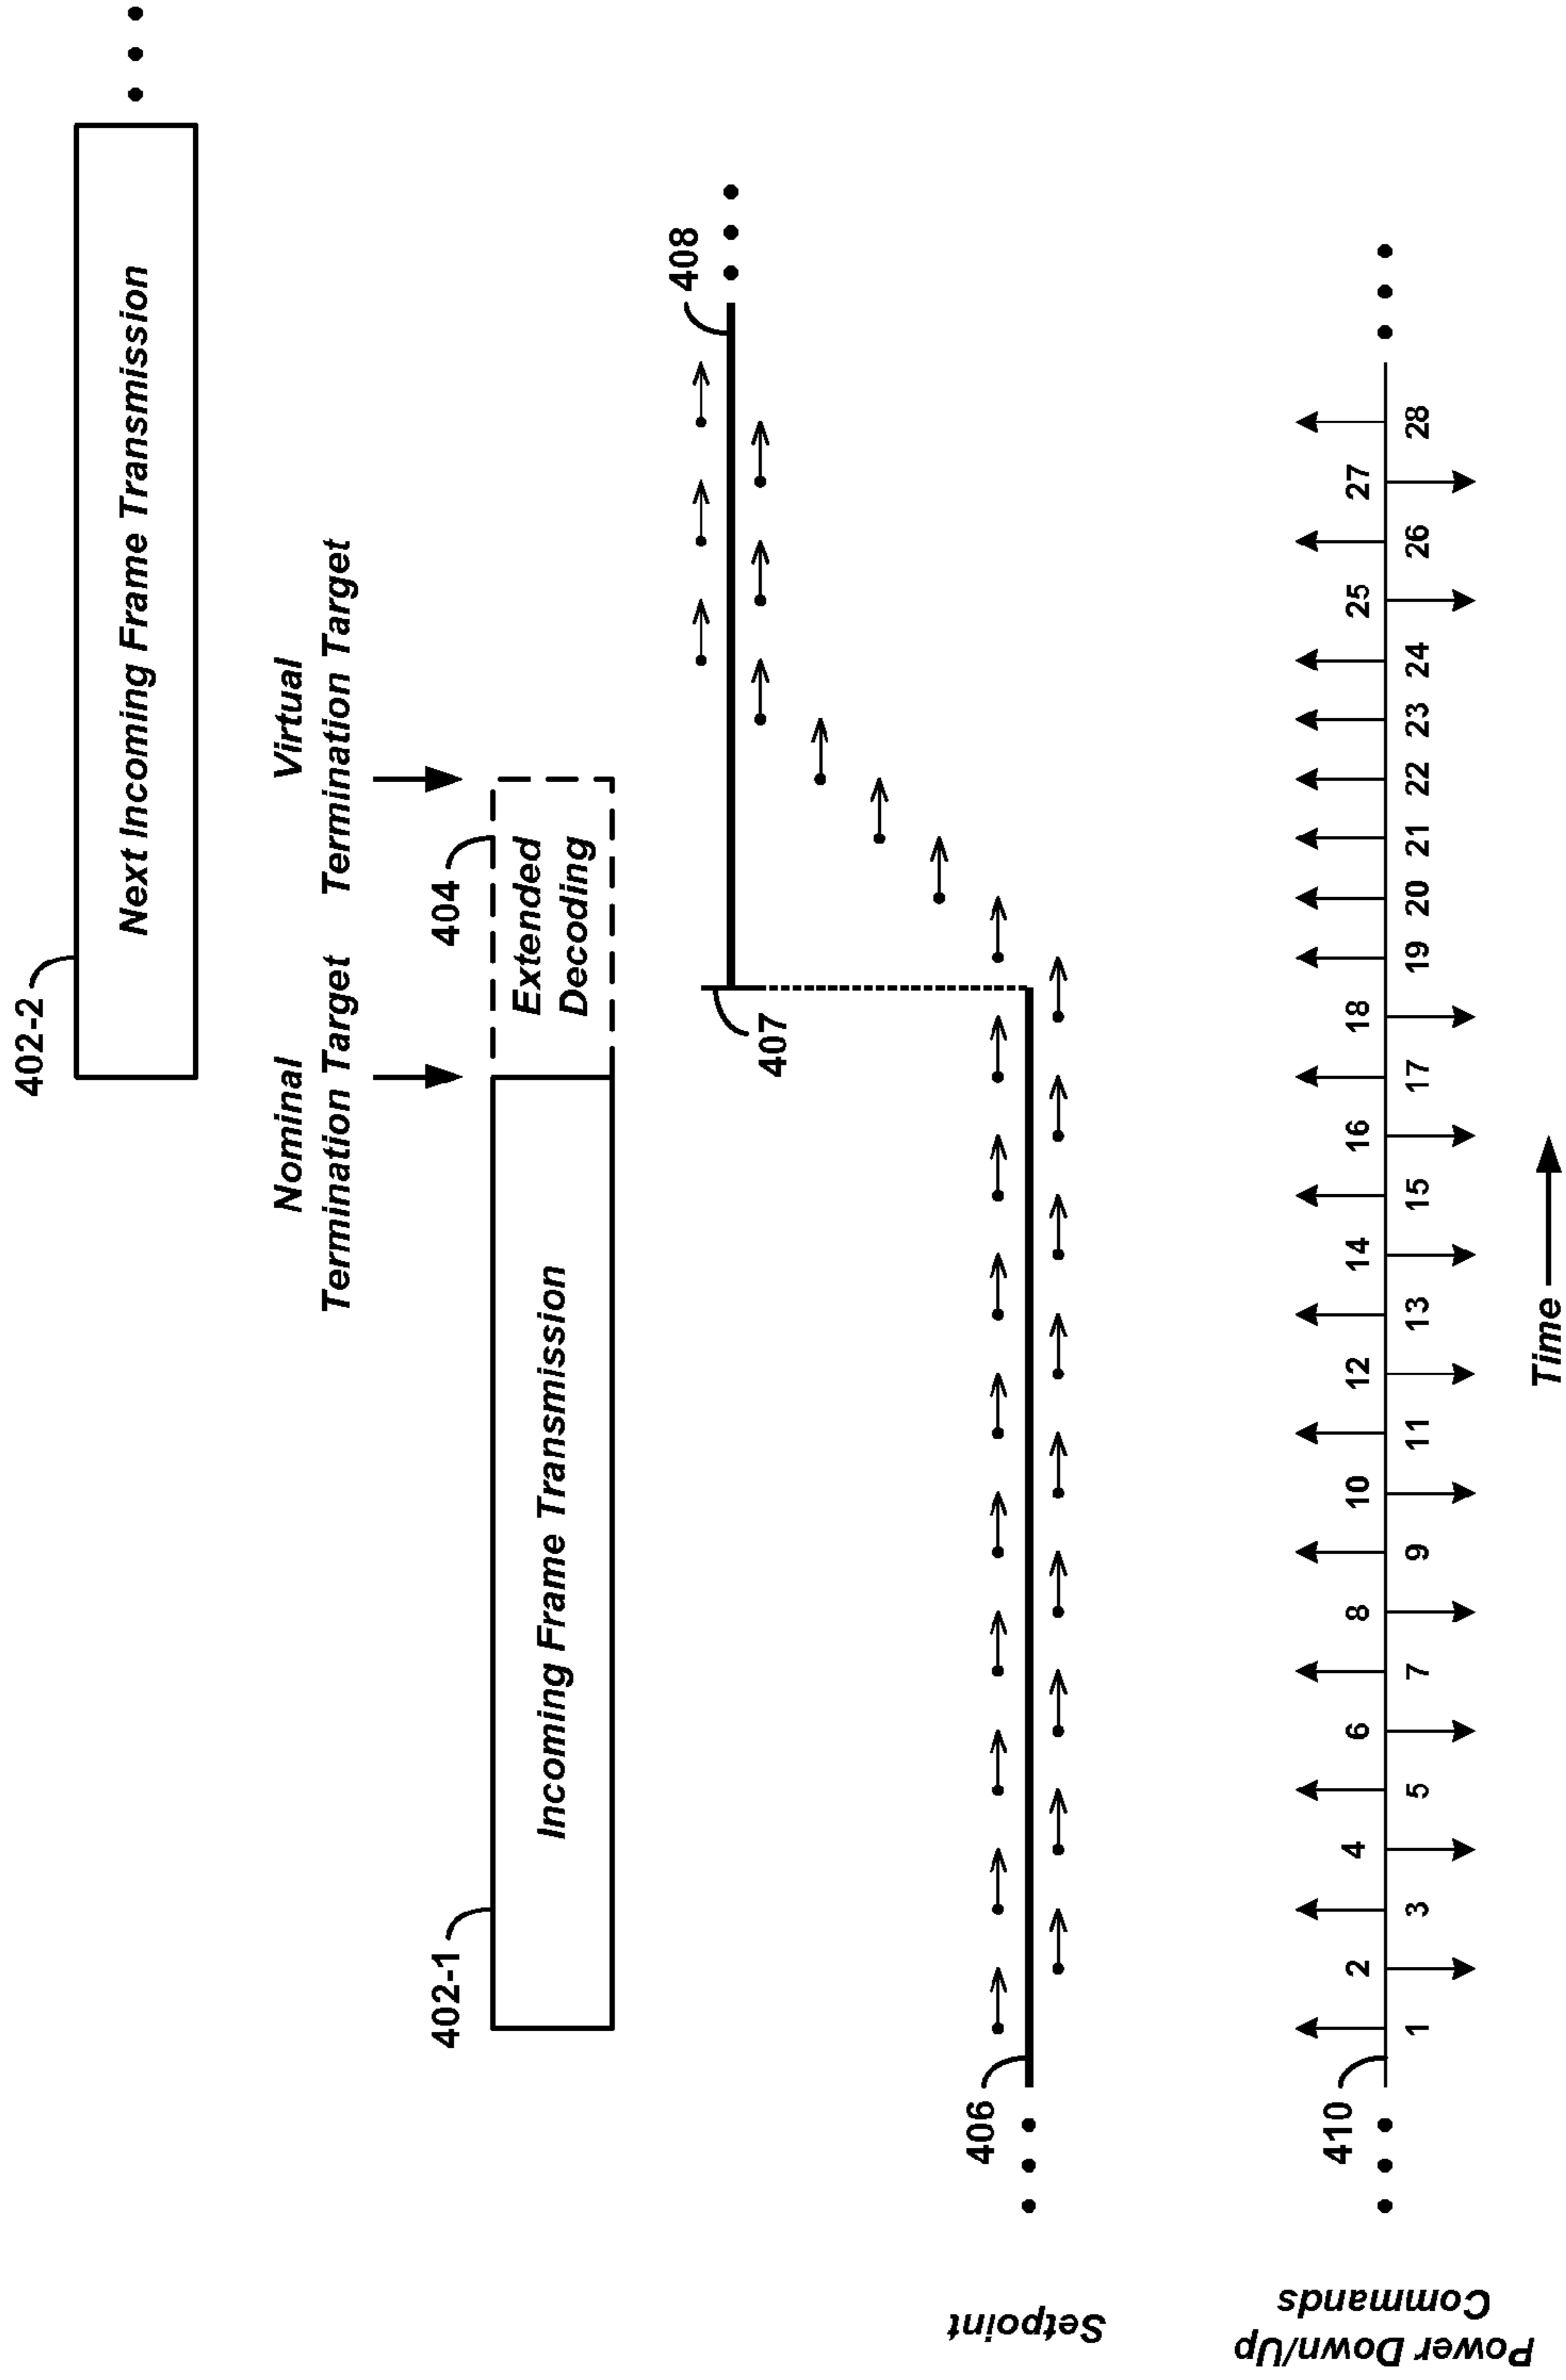 402-2
Next Incoming Frame Transmission
Nominal
Termination Target
Virtual
Termination Target
402-1
404
Incoming Frame Transmission
Extended
Decoding
408
407
Setpoint
406
Power Down/Up
Commands
410
1
2
3
4
5
6
7
8
9
10
11
12
13
14
15
16
17
18
19
20
21
22
23
24
25
26
27
28
Time